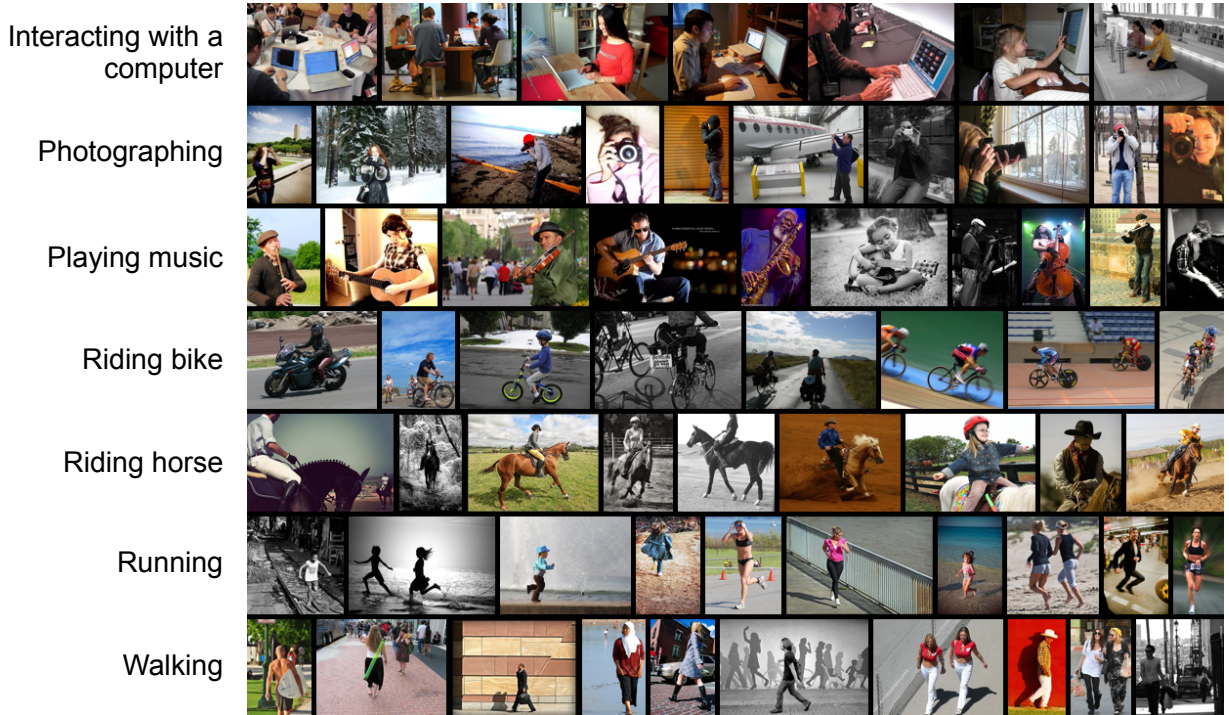 Interacting with a
computer
Photographing
Playing music
Riding bike
Riding horse
Running
Walking